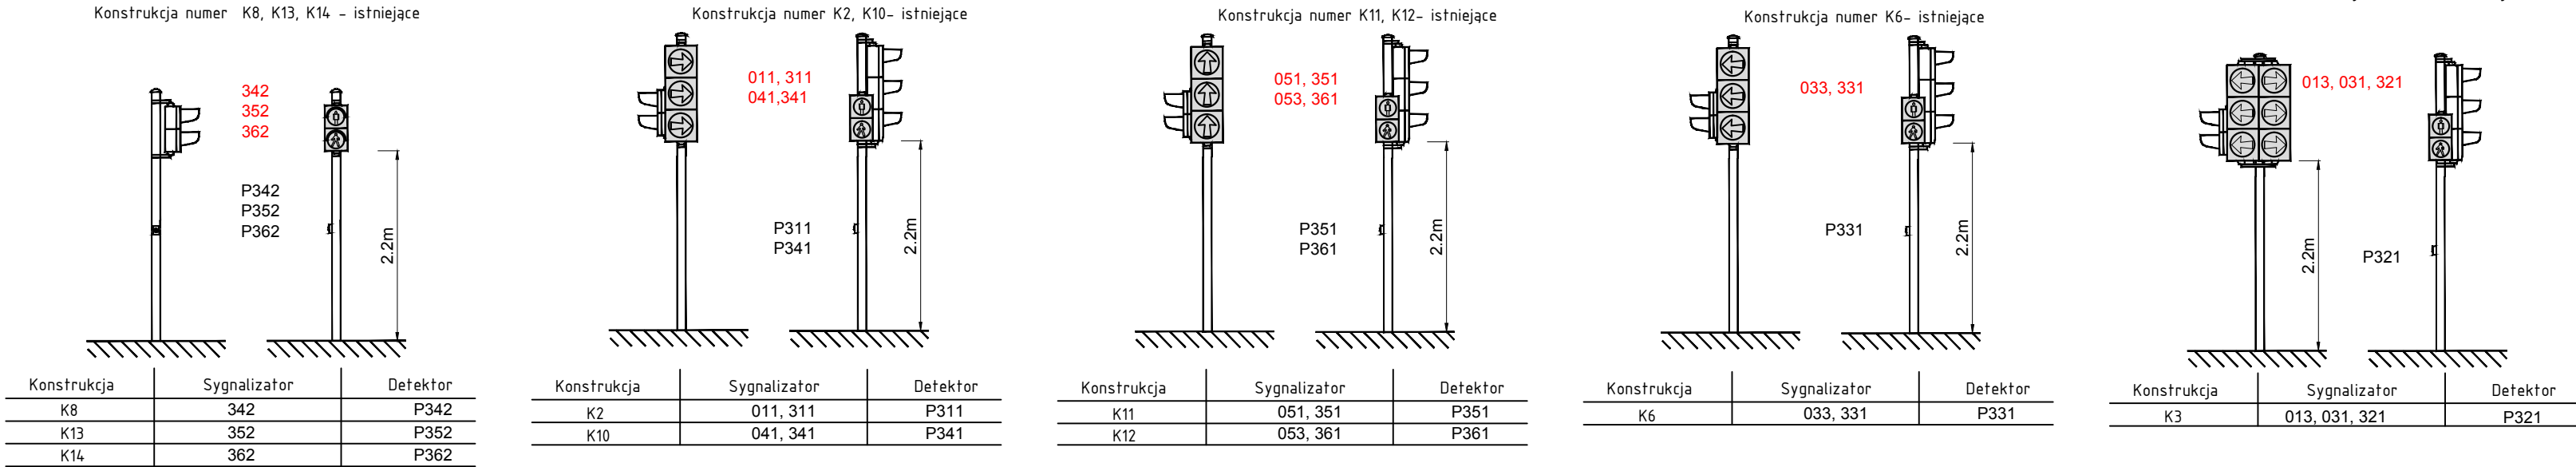 Konstrukcja numer K8, K13, K14 - istniejące
342
352
362
P342
P352
P362
2.2m
Konstrukcja Sygnalizator Detektor
K8 342 P342
K13 352 P352
K14 362 P362
Konstrukcja numer K2, K10- istniejące
011, 311
041,341
P311
P341
2.2m
Konstrukcja Sygnalizator Detektor
K2 011, 311 P311
K10 041, 341 P341
Konstrukcja numer K11, K12- istniejące
051, 351
053, 361
P351
P361
2.2m
Konstrukcja Sygnalizator Detektor
K11 051, 351 P351
K12 053, 361 P361
Konstrukcja numer K6- istniejące
033, 331
P331
2.2m
Konstrukcja Sygnalizator Detektor
K6 033, 331 P331
013, 031, 321
P321
2.2m
Konstrukcja Sygnalizator Detektor
K3 013, 031, 321 P321